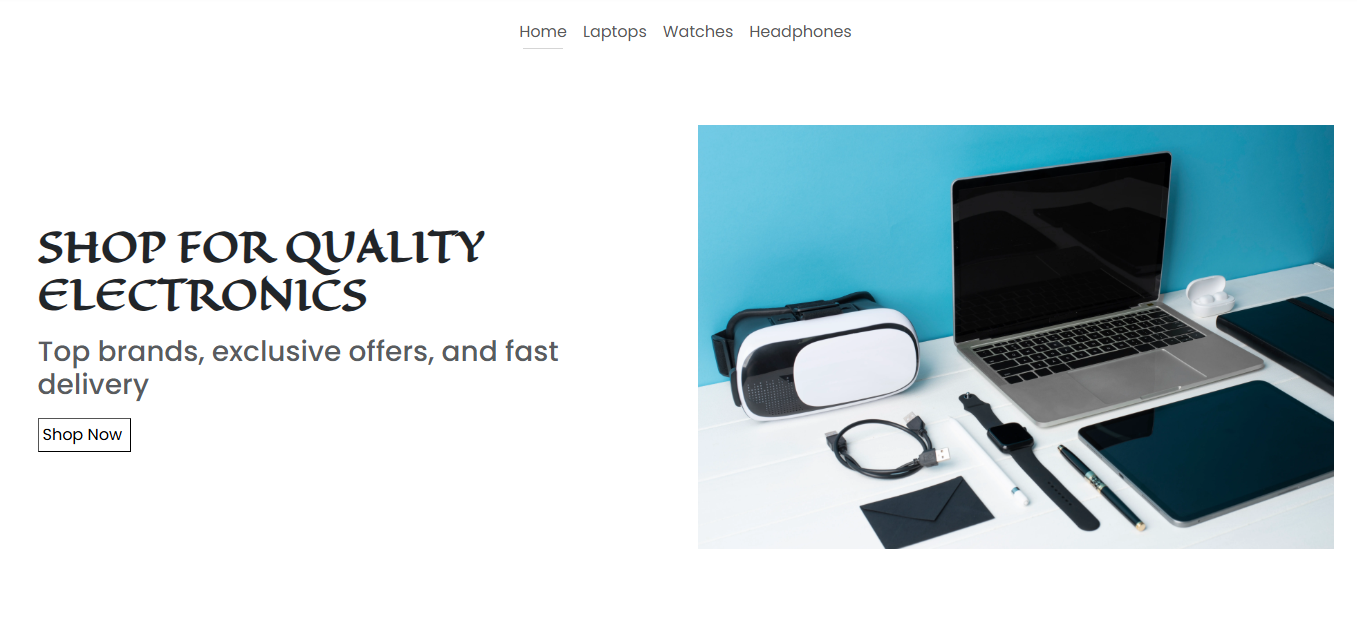 Home Laptops Watches Headphones
SHOP FOR QUALITY
ELECTRONICS
Top brands, exclusive offers, and fast
delivery
Shop Now